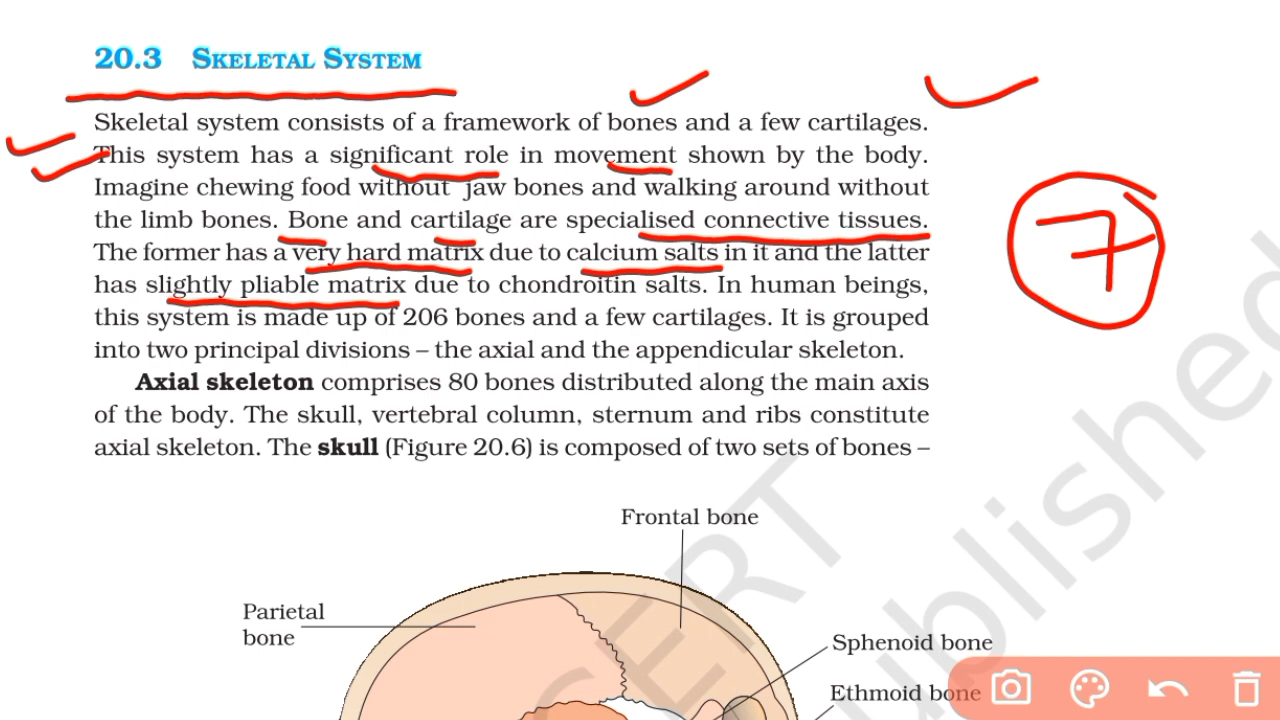 20.3 SKELETAL SYSTEM
Skeletal system consists of a framework of bones and a few cartilages.
This system has a significant role in movement shown by the body.
Imagine chewing food without jaw bones and walking around without
the limb bones. Bone and cartilage are specialised connective tissues.
The former has a very hard matrix due to calcium salts in it and the latter
has slightly pliable matrix due to chondroitin salts. In human beings,
this system is made up of 206 bones and a few cartilages. It is grouped
into two principal divisions – the axial and the appendicular skeleton.
Axial skeleton comprises 80 bones distributed along the main axis
of the body. The skull, vertebral column, sternum and ribs constitute
axial skeleton. The skull (Figure 20.6) is composed of two sets of bones –
7
Frontal bone
Parietal
bone
Sphenoid bone
Ethmoid bone